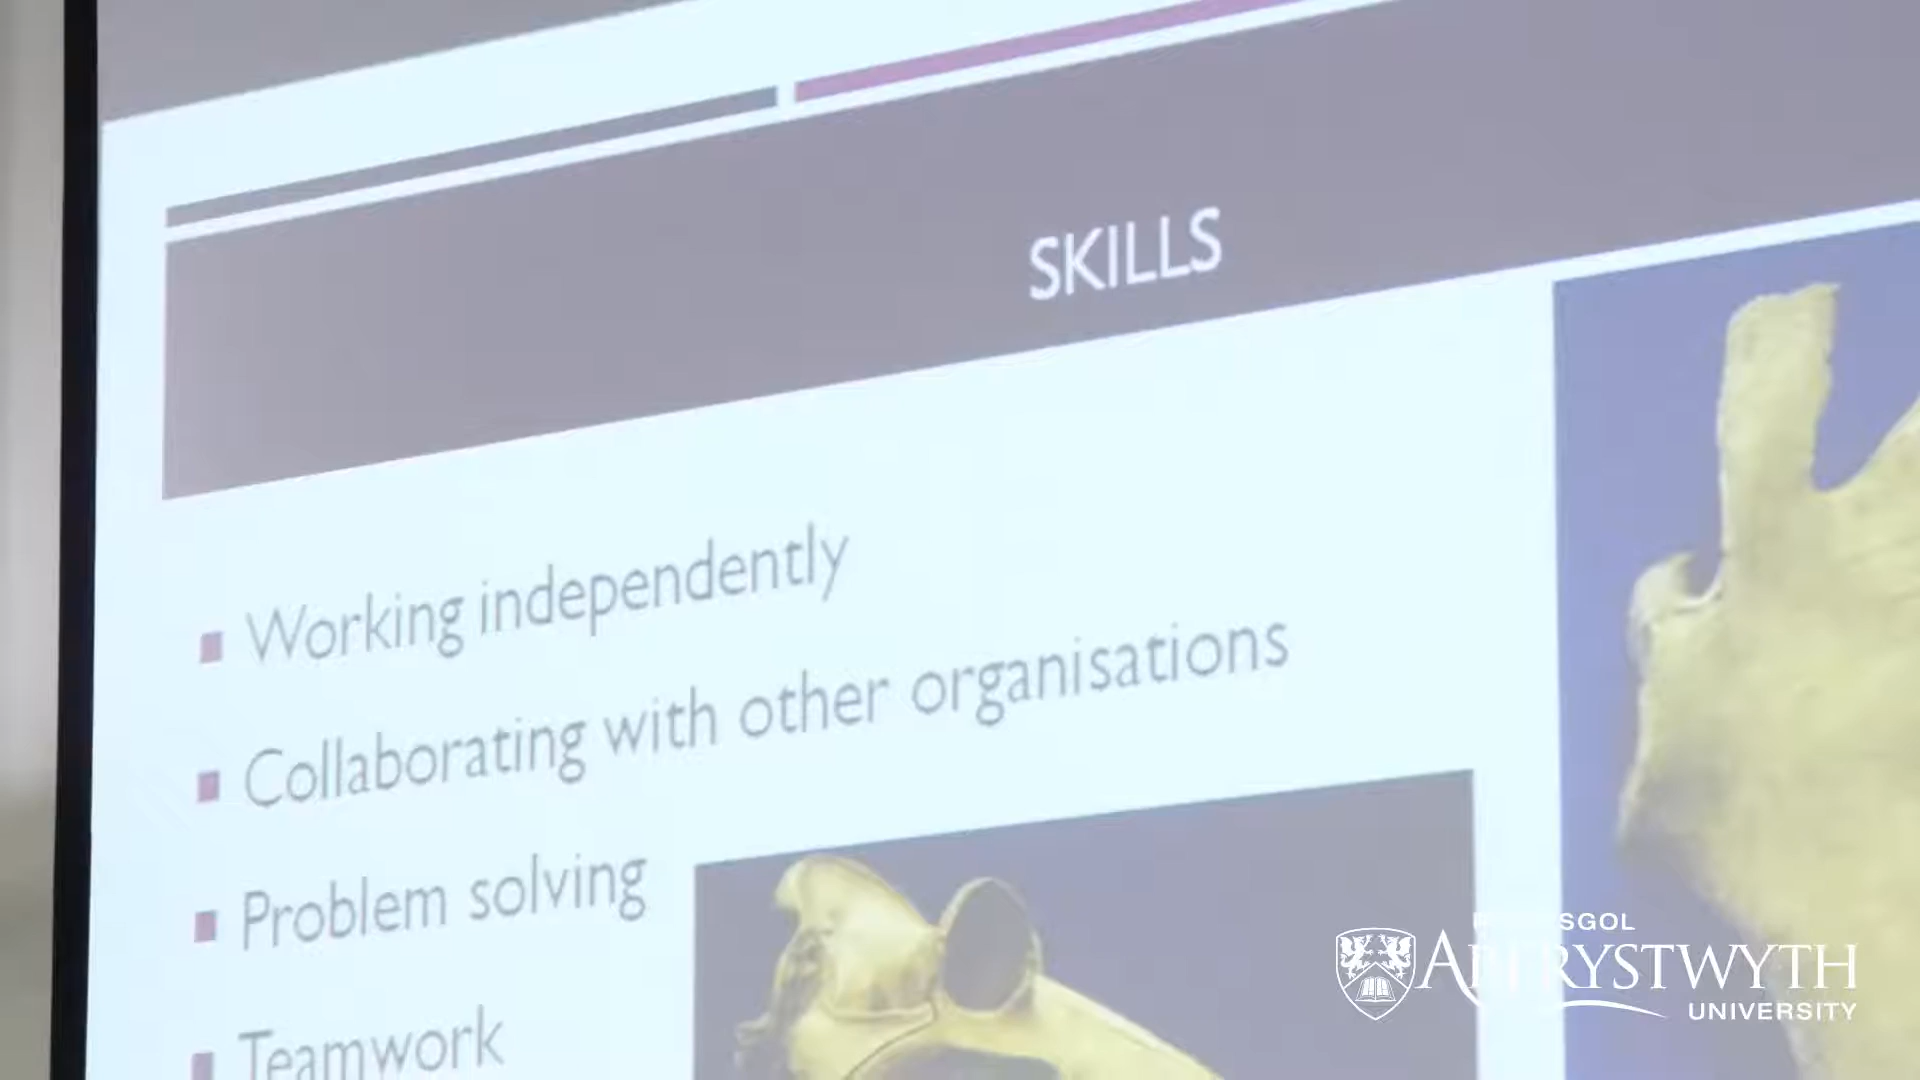 SKILLS
Working independently
Collaborating with other organisations
Problem solving
Teamwork
ABERYSTWYTH
UNIVERSITY